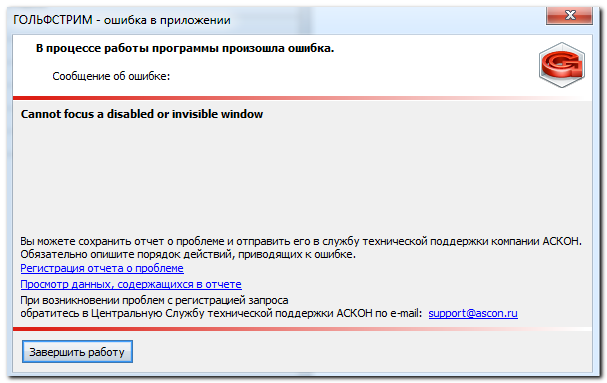 ГОЛЬФСТРИМ - ошибка в приложении
В процессе работы программы произошла ошибка.
Сообщение об ошибке:
Cannot focus a disabled or invisible window
Вы можете сохранить отчет о проблеме и отправить его в службу технической поддержки компании АСКОН.
Обязательно опишите порядок действий, приводящих к ошибке.
Регистрация отчета о проблеме
Просмотр данных, содержащихся в отчете
При возникновении проблем с регистрацией запроса
обратитесь в Центральную Службу технической поддержки АСКОН по e-mail: support@ascon.ru
Завершить работу